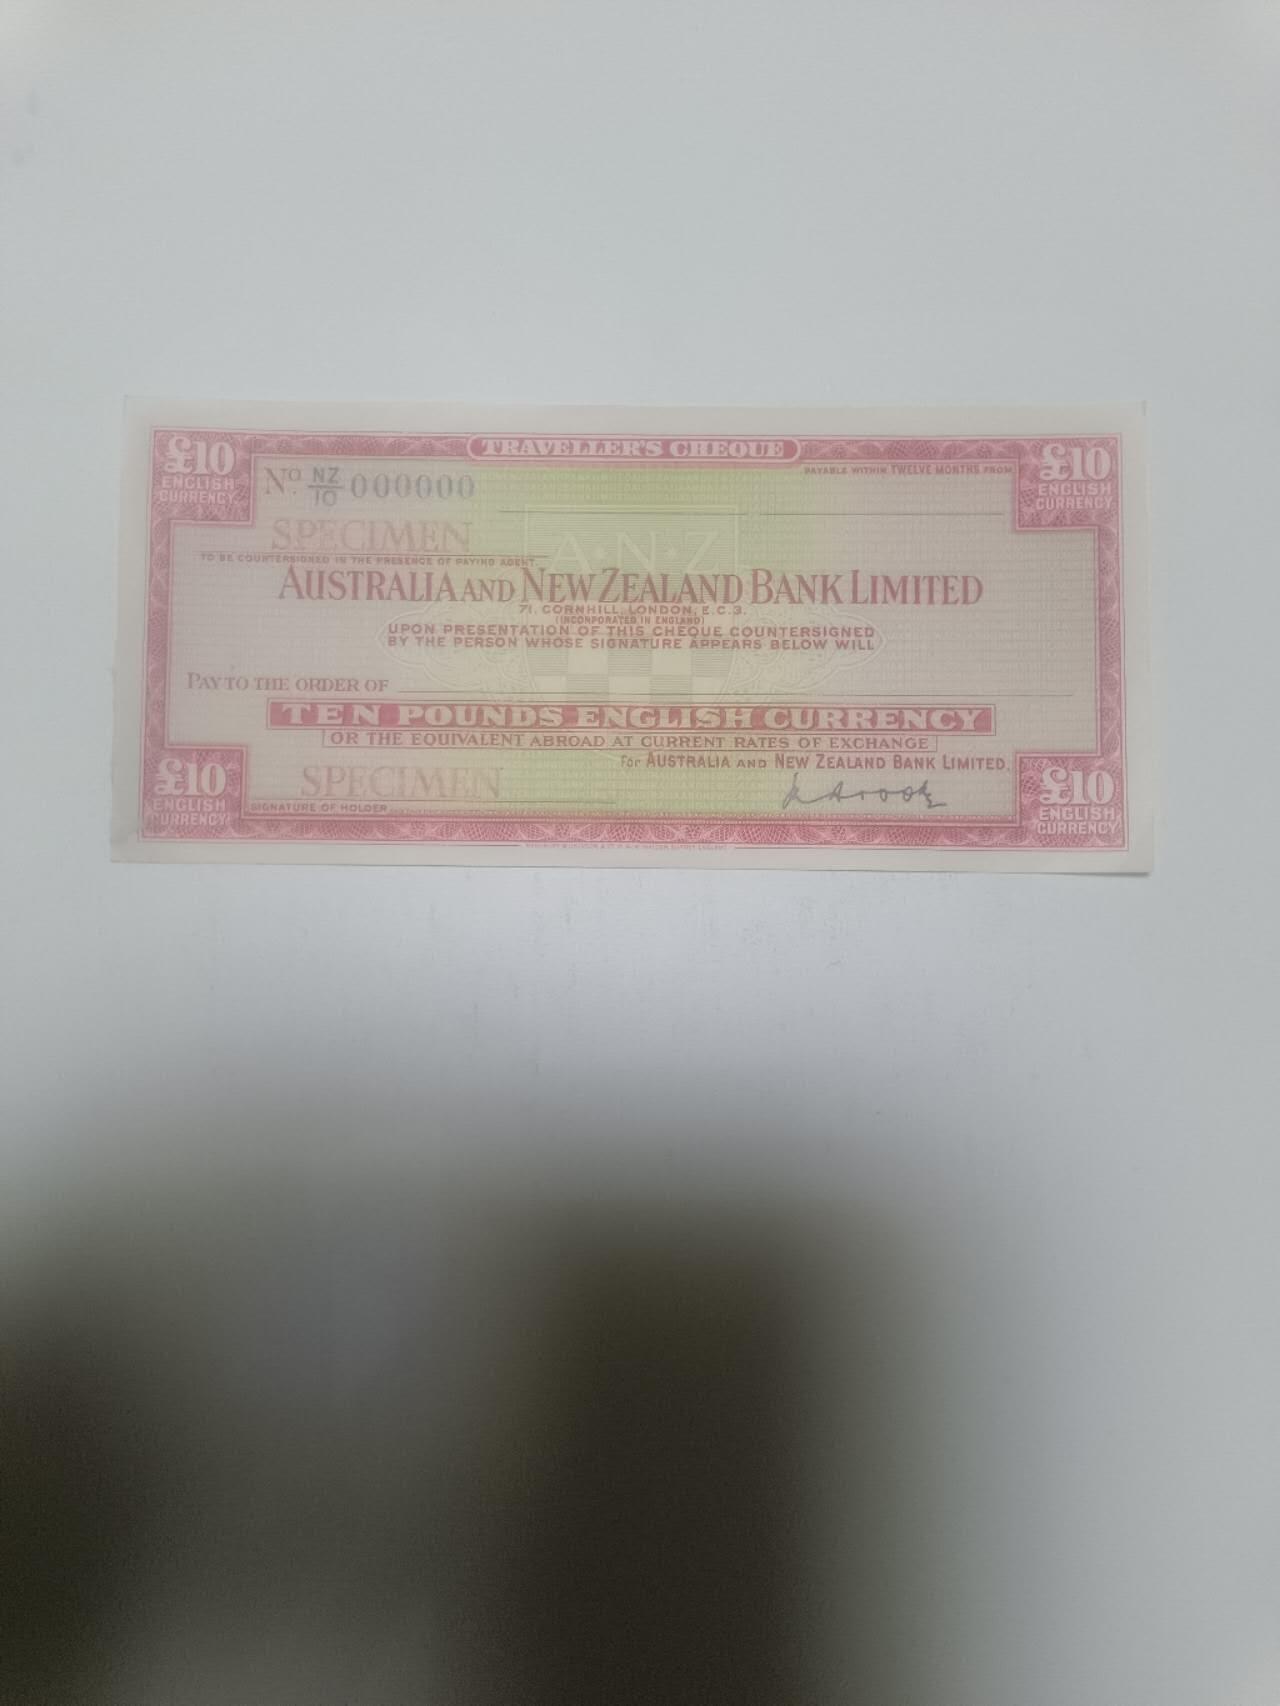 TRAVELLER'S CHEQUE
£10 ENGLISH CURRENCY
£10 ENGLISH CURRENCY
PAYABLE WITHIN TWELVE MONTHS FROM
No. NZ/10 000000
SPECIMEN
TO BE COUNTERSIGNED IN THE PRESENCE OF PAYING AGENT.
A·N·Z
AUSTRALIA AND NEW ZEALAND BANK LIMITED
71, CORNHILL, LONDON, E.C.3.
(INCORPORATED IN ENGLAND)
UPON PRESENTATION OF THIS CHEQUE COUNTERSIGNED
BY THE PERSON WHOSE SIGNATURE APPEARS BELOW WILL
PAY TO THE ORDER OF
TEN POUNDS ENGLISH CURRENCY
OR THE EQUIVALENT ABROAD AT CURRENT RATES OF EXCHANGE
For AUSTRALIA AND NEW ZEALAND BANK LIMITED.
£10 ENGLISH CURRENCY
SPECIMEN
SIGNATURE OF HOLDER
£10 ENGLISH CURRENCY